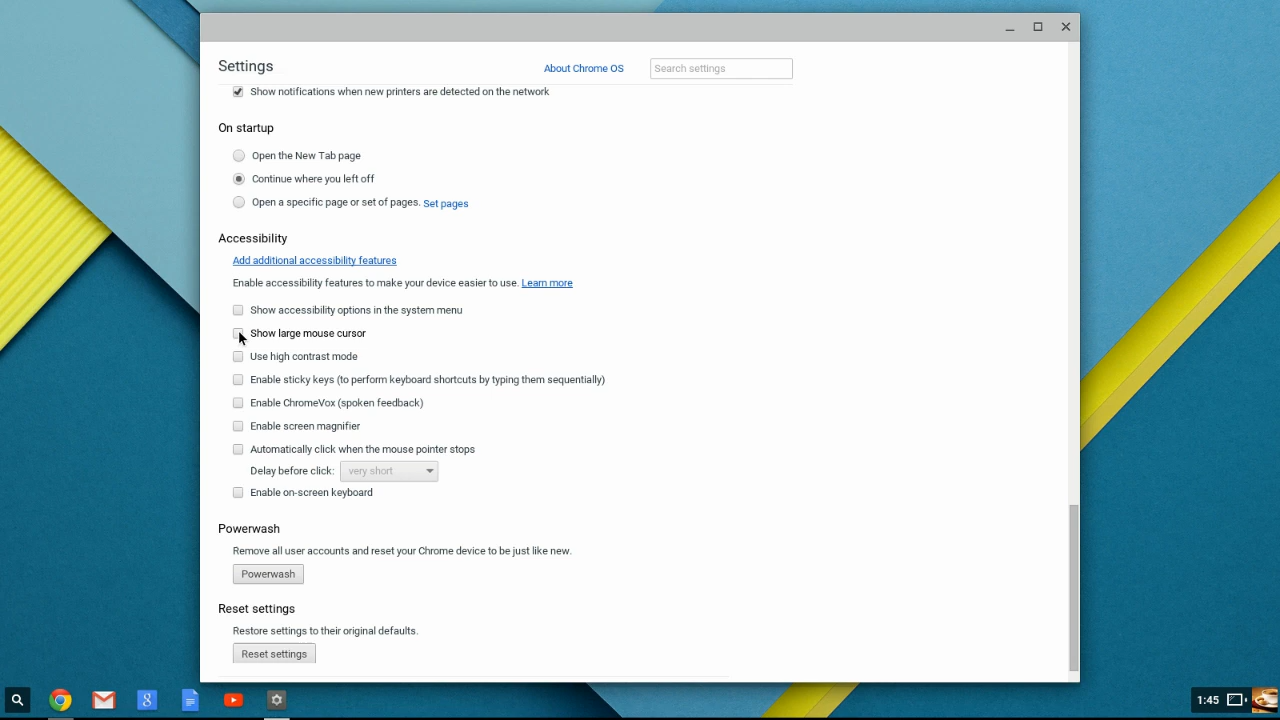 Settings
About Chrome OS
Search settings
Show notifications when new printers are detected on the network
On startup
Open the New Tab page
Continue where you left off
Open a specific page or set of pages. Set pages
Accessibility
Add additional accessibility features
Enable accessibility features to make your device easier to use. Learn more
Show accessibility options in the system menu
Show large mouse cursor
Use high contrast mode
Enable sticky keys (to perform keyboard shortcuts by typing them sequentially)
Enable ChromeVox (spoken feedback)
Enable screen magnifier
Automatically click when the mouse pointer stops
Delay before click: very short
Enable on-screen keyboard
Powerwash
Remove all user accounts and reset your Chrome device to be just like new.
Powerwash
Reset settings
Restore settings to their original defaults.
Reset settings
1:45